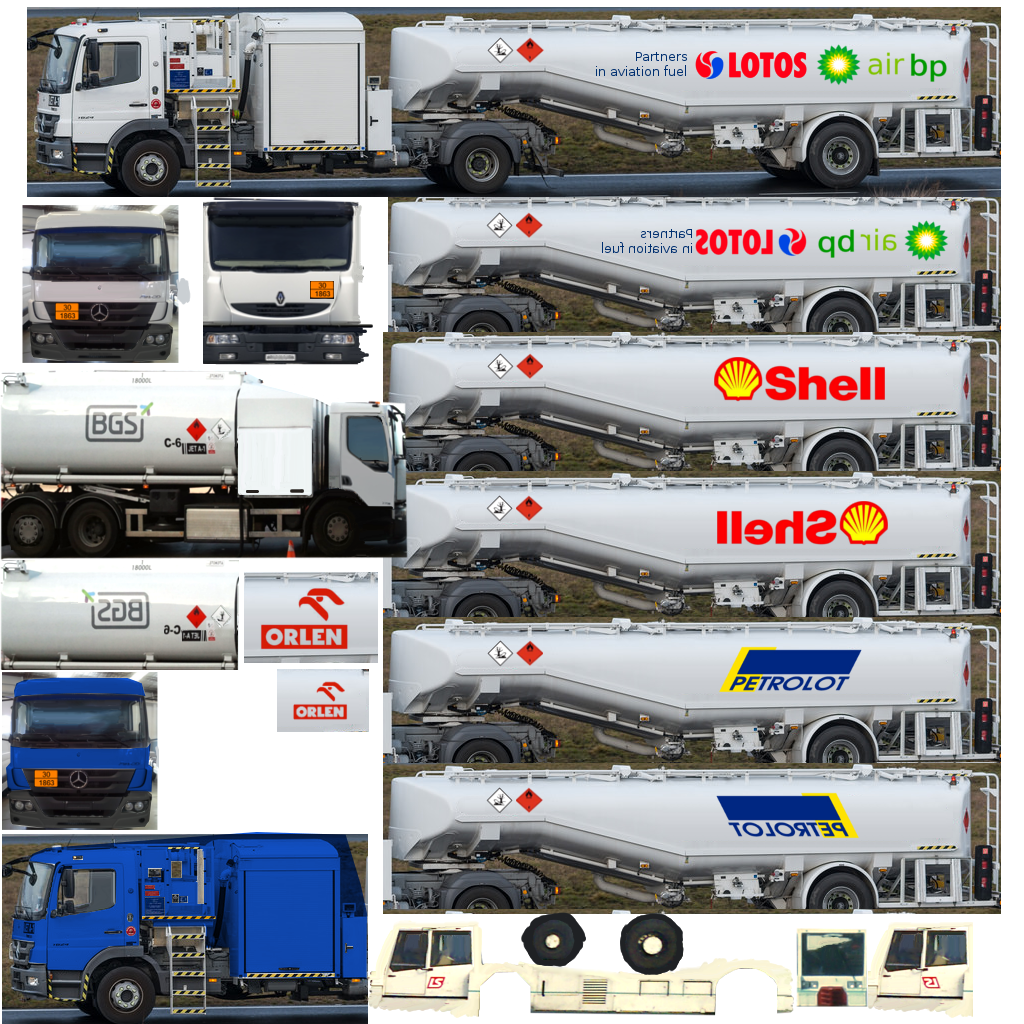 Partners
in aviation fuel
LOTOS
air bp
30
1863
30
1863
Partners
in aviation fuel
LOTOS
air bp
Shell
18000L
BGS
C-6
JET A-1
Shell
18000L
BGS
C-6
JET A-1
ORLEN
PETROLOT
ORLEN
30
1863
PETROLOT